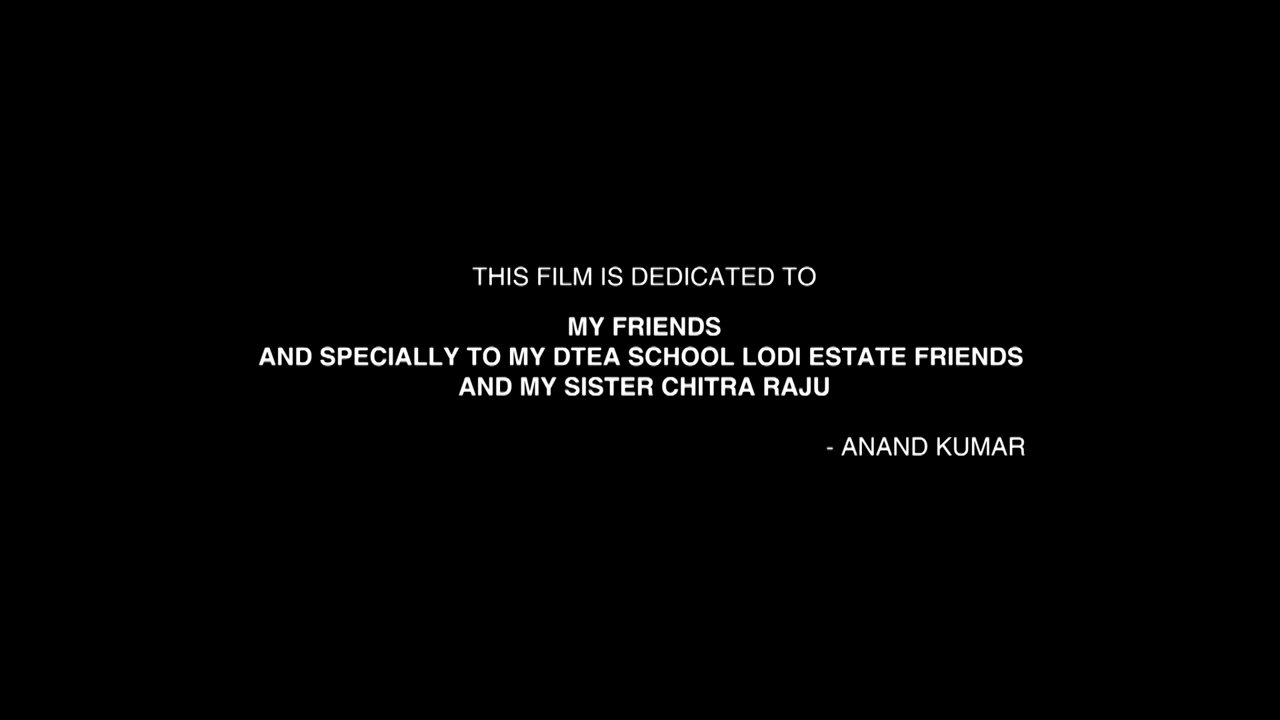 THIS FILM IS DEDICATED TO
MY FRIENDS
AND SPECIALLY TO MY DTEA SCHOOL LODI ESTATE FRIENDS
AND MY SISTER CHITRA RAJU
- ANAND KUMAR